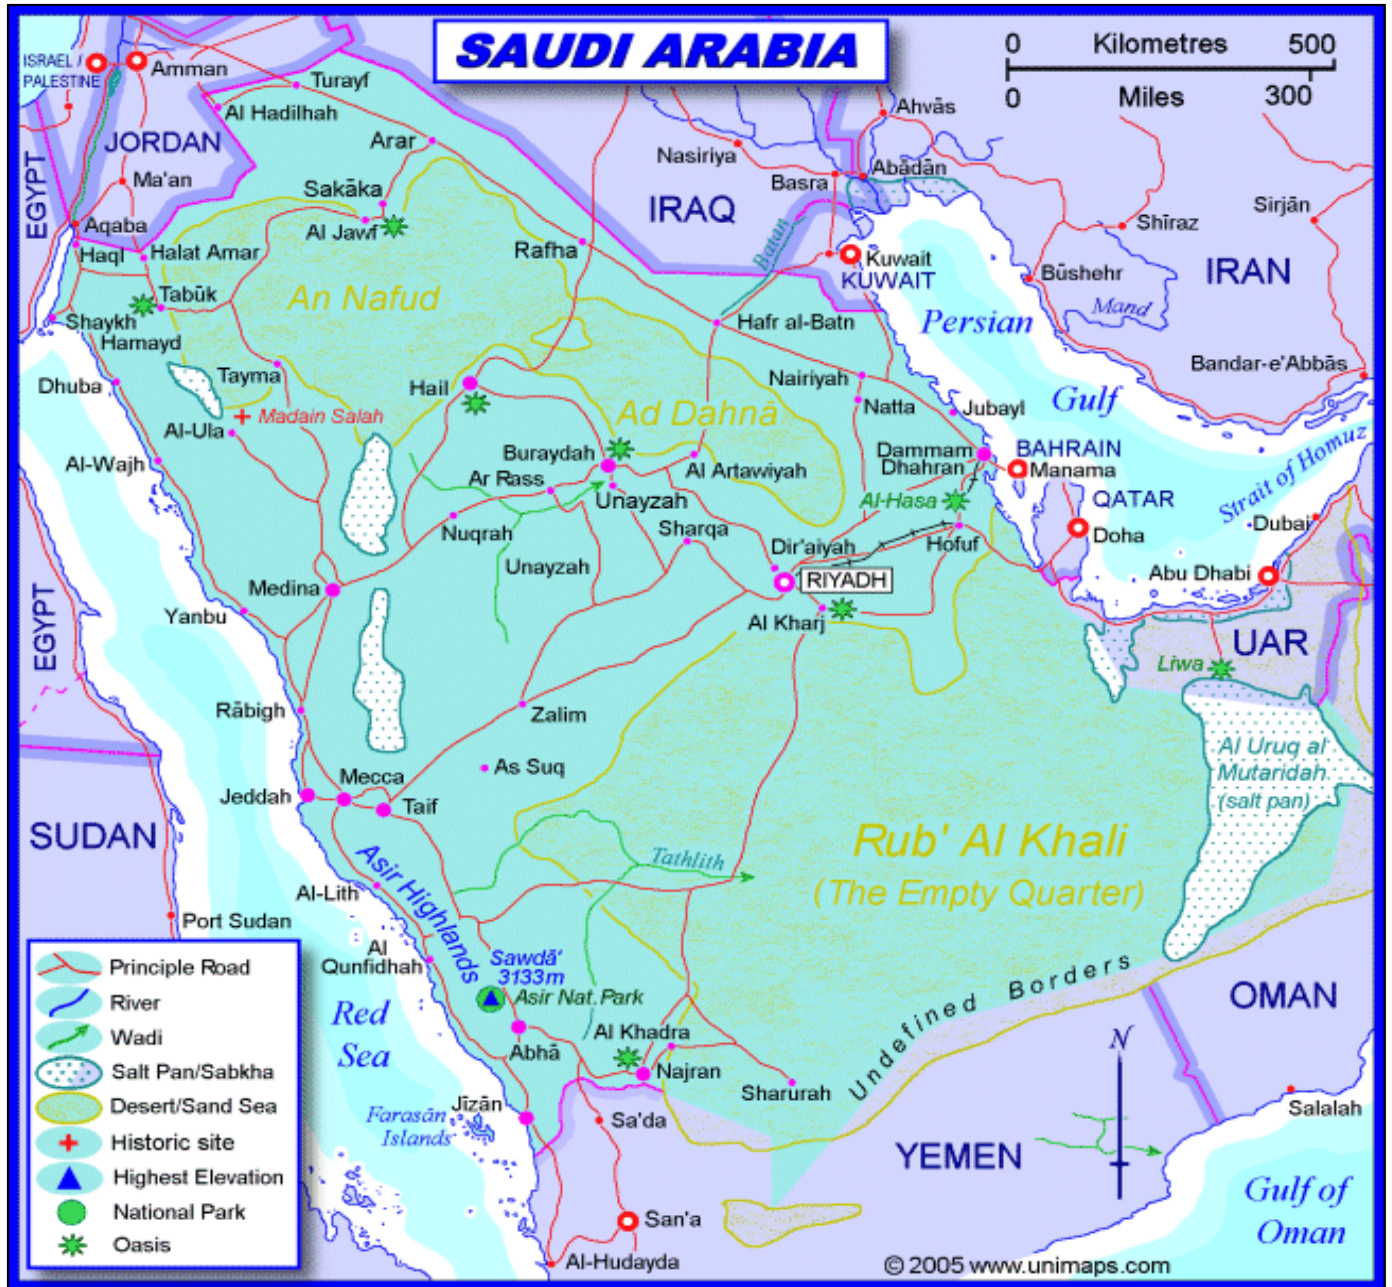 SAUDI ARABIA
0 Kilometres 500
0 Miles 300
ISRAEL /
PALESTINE
Amman
Turayf
Al Hadilhah
Ahvās
JORDAN
Arar
Nasiriya
Abādān
Ma'an
Sakāka
Basra
EGYPT
IRAQ
Sirjān
Aqaba
Al Jawf
Shīraz
Haql
Halat Amar
Rafha
Batan
Kuwait
KUWAIT
Būshehr
IRAN
Tabūk
An Nafud
Mand
Shaykh
Hamayd
Hafr al-Batn
Persian
Gulf
Bandar-e'Abbās
Dhuba
Tayma
Hail
Nairiyah
Natta
Jubayl
Madain Salah
Ad Dahnā
Al-Ula
Buraydah
Dammam
Dhahran
BAHRAIN
Manama
Strait of Homuz
Al-Wajh
Ar Rass
Al Artawiyah
Al-Hasa
QATAR
Unayzah
Dubai
Nuqrah
Sharqa
Dir'aiyah
Hofuf
Doha
Unayzah
RIYADH
Abu Dhabi
Medina
Yanbu
Al Kharj
EGYPT
UAR
Liwa
Rābigh
Zalim
Al Uruq al
Mutaridah
(salt pan)
As Suq
Mecca
Jeddah
Taif
SUDAN
Rub' Al Khali
(The Empty Quarter)
Tathlith
Asir Highlands
Al-Lith
Port Sudan
Al
Qunfidhah
Sawdā'
3133m
Asir Nat. Park
Undefined Borders
OMAN
Red
Sea
Al Khadra
Abhā
Najran
Sharurah
N
Jīzān
Farasān
Islands
Sa'da
Salalah
YEMEN
San'a
Gulf of
Oman
Al-Hudayda
Principle Road
River
Wadi
Salt Pan/Sabkha
Desert/Sand Sea
Historic site
Highest Elevation
National Park
Oasis
© 2005 www.unimaps.com